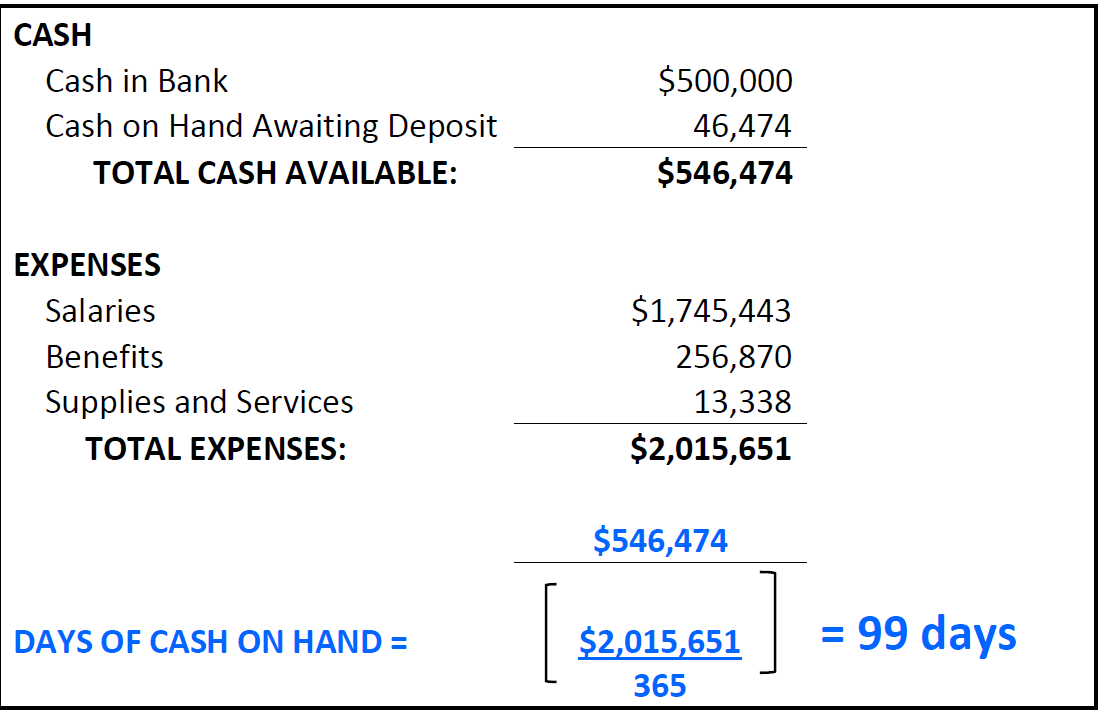 CASH
Cash in Bank $500,000
Cash on Hand Awaiting Deposit 46,474
TOTAL CASH AVAILABLE: $546,474
EXPENSES
Salaries $1,745,443
Benefits 256,870
Supplies and Services 13,338
TOTAL EXPENSES: $2,015,651
$546,474
DAYS OF CASH ON HAND = [ $2,015,651 ] = 99 days
365